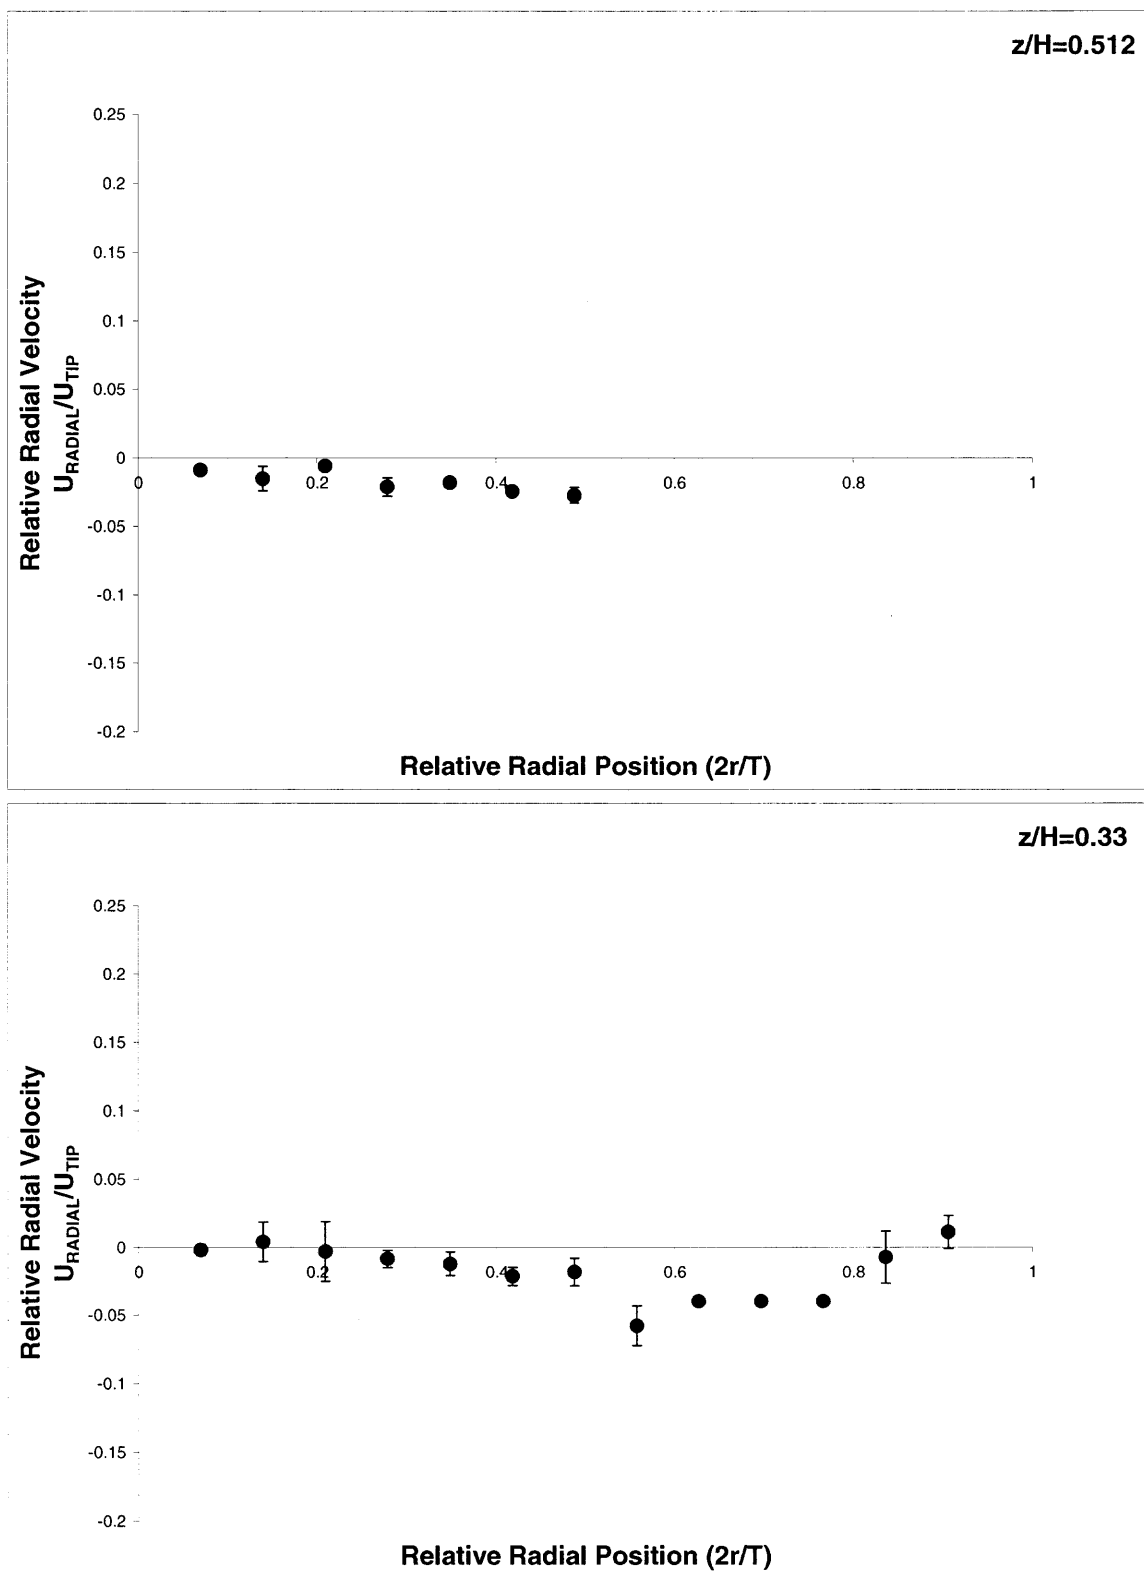 z/H=0.512
0.25
0.2
0.15
0.1
0.05
0
-0.05
-0.1
-0.15
-0.2
0 0.2 0.4 0.6 0.8 1
Relative Radial Velocity
U_RADIAL/U_TIP
Relative Radial Position (2r/T)
z/H=0.33
0.25
0.2
0.15
0.1
0.05
0
-0.05
-0.1
-0.15
-0.2
0 0.2 0.4 0.6 0.8 1
Relative Radial Velocity
U_RADIAL/U_TIP
Relative Radial Position (2r/T)